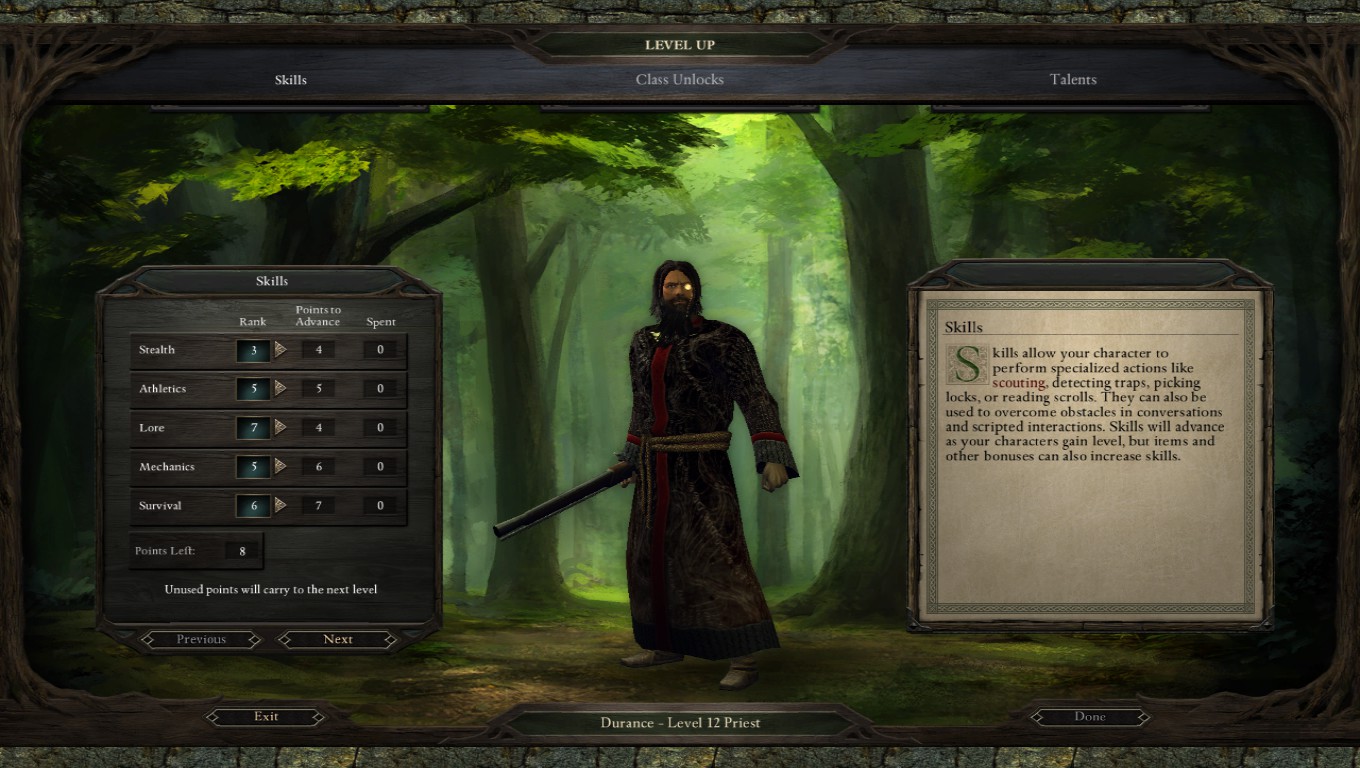 LEVEL UP
Skills
Class Unlocks
Talents
Skills
Rank
Points to
Advance
Spent
Stealth 3 4 0
Athletics 5 5 0
Lore 7 4 0
Mechanics 5 6 0
Survival 6 7 0
Points Left: 8
Unused points will carry to the next level
Previous
Next
Skills
Skills allow your character to
perform specialized actions like
scouting, detecting traps, picking
locks, or reading scrolls. They can also be
used to overcome obstacles in conversations
and scripted interactions. Skills will advance
as your characters gain level, but items and
other bonuses can also increase skills.
Exit
Durance - Level 12 Priest
Done